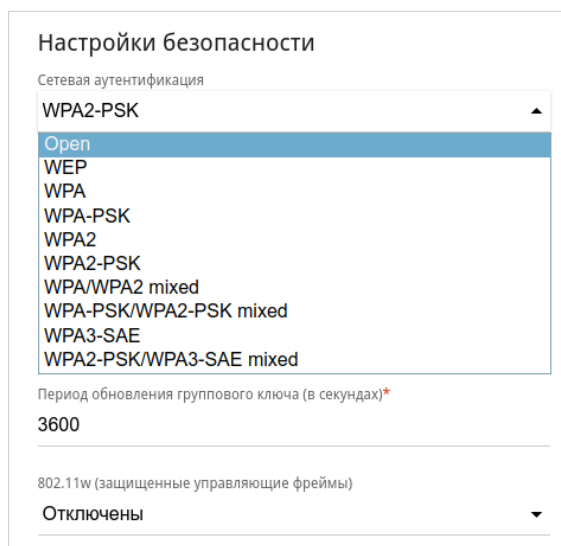 Настройки безопасности
Сетевая аутентификация
WPA2-PSK
Open
WEP
WPA
WPA-PSK
WPA2
WPA2-PSK
WPA/WPA2 mixed
WPA-PSK/WPA2-PSK mixed
WPA3-SAE
WPA2-PSK/WPA3-SAE mixed
Период обновления группового ключа (в секундах)*
3600
802.11w (защищенные управляющие фреймы)
Отключены